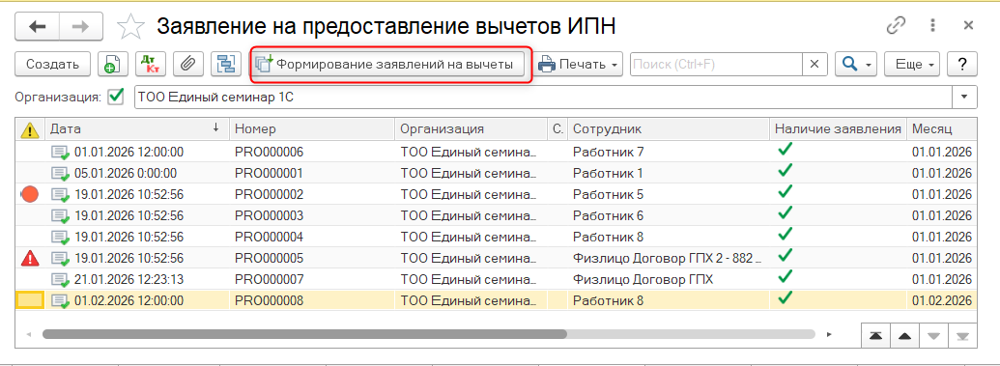 Заявление на предоставление вычетов ИПН
Создать Дт Кт Формирование заявлений на вычеты Печать Поиск (Ctrl+F) × Еще ?
Организация: ТОО Единый семинар 1С
Дата ↓ Номер Организация С. Сотрудник Наличие заявления Месяц
01.01.2026 12:00:00 PRO000006 ТОО Единый семина... Работник 7 01.01.2026
05.01.2026 0:00:00 PRO000001 ТОО Единый семина... Работник 1 01.01.2026
19.01.2026 10:52:56 PRO000002 ТОО Единый семина... Работник 5 01.01.2026
19.01.2026 10:52:56 PRO000003 ТОО Единый семина... Работник 6 01.01.2026
19.01.2026 10:52:56 PRO000004 ТОО Единый семина... Работник 8 01.01.2026
19.01.2026 10:52:56 PRO000005 ТОО Единый семина... Физлицо Договор ГПХ 2 - 882 ... 01.01.2026
21.01.2026 12:23:13 PRO000007 ТОО Единый семина... Физлицо Договор ГПХ 01.01.2026
01.02.2026 12:00:00 PRO000008 ТОО Единый семина... Работник 8 01.02.2026